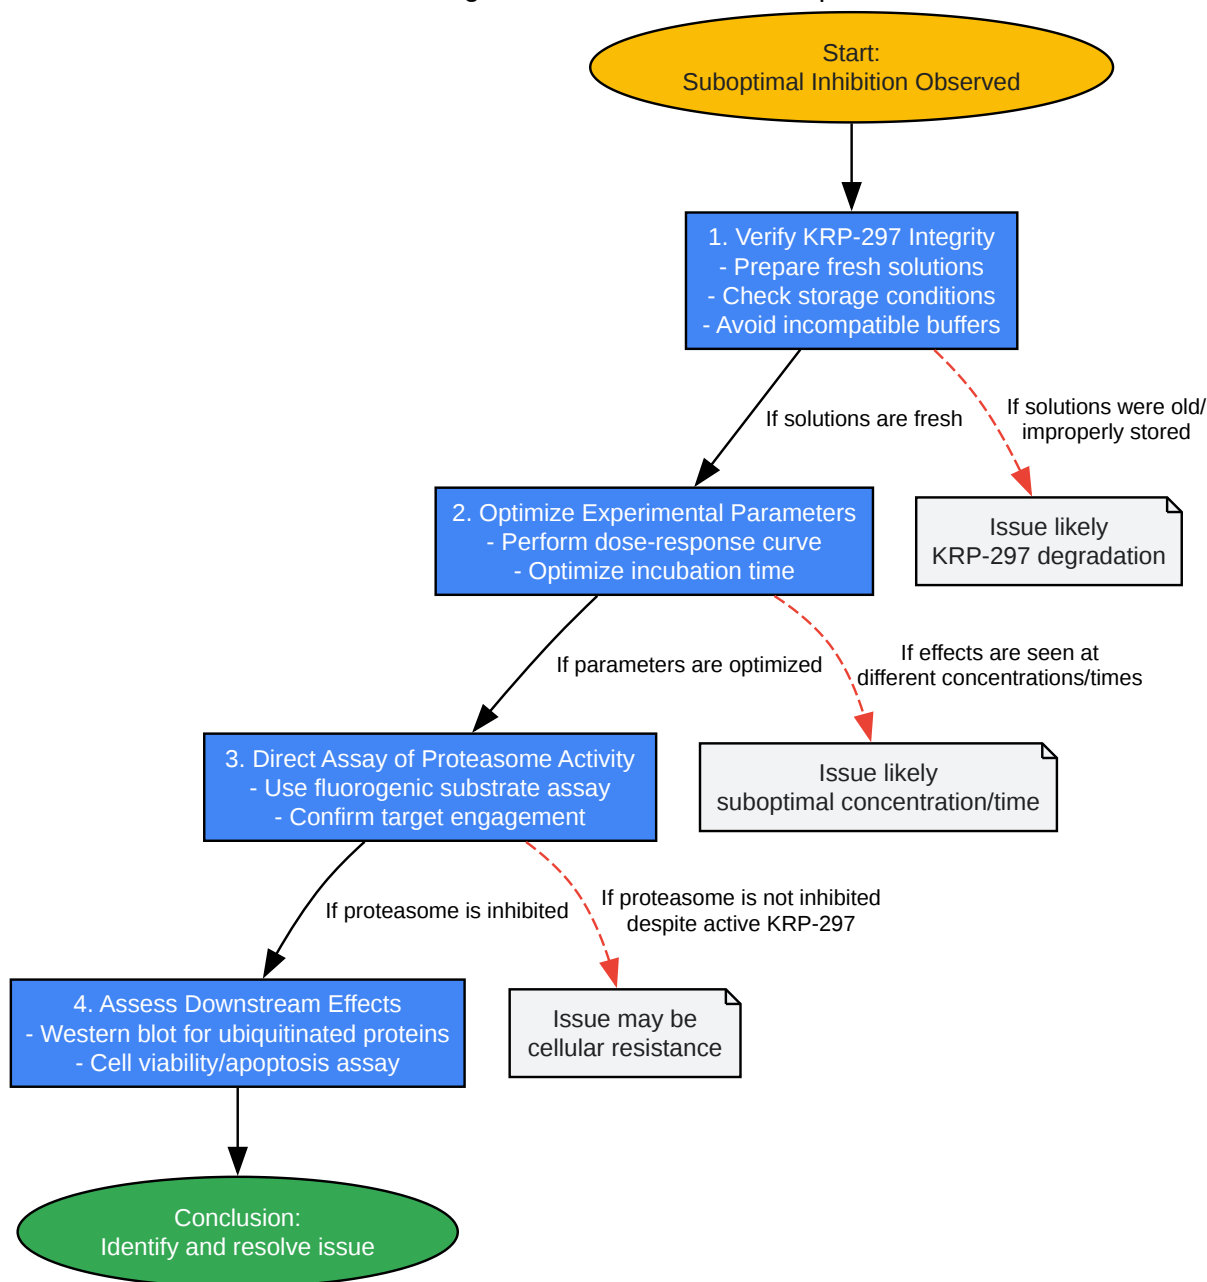 Start:
Suboptimal Inhibition Observed
1. Verify KRP-297 Integrity
- Prepare fresh solutions
- Check storage conditions
- Avoid incompatible buffers
If solutions are fresh
If solutions were old/
improperly stored
2. Optimize Experimental Parameters
- Perform dose-response curve
- Optimize incubation time
Issue likely
KRP-297 degradation
If parameters are optimized
If effects are seen at
different concentrations/times
3. Direct Assay of Proteasome Activity
- Use fluorogenic substrate assay
- Confirm target engagement
Issue likely
suboptimal concentration/time
If proteasome is inhibited
If proteasome is not inhibited
despite active KRP-297
4. Assess Downstream Effects
- Western blot for ubiquitinated proteins
- Cell viability/apoptosis assay
Issue may be
cellular resistance
Conclusion:
Identify and resolve issue